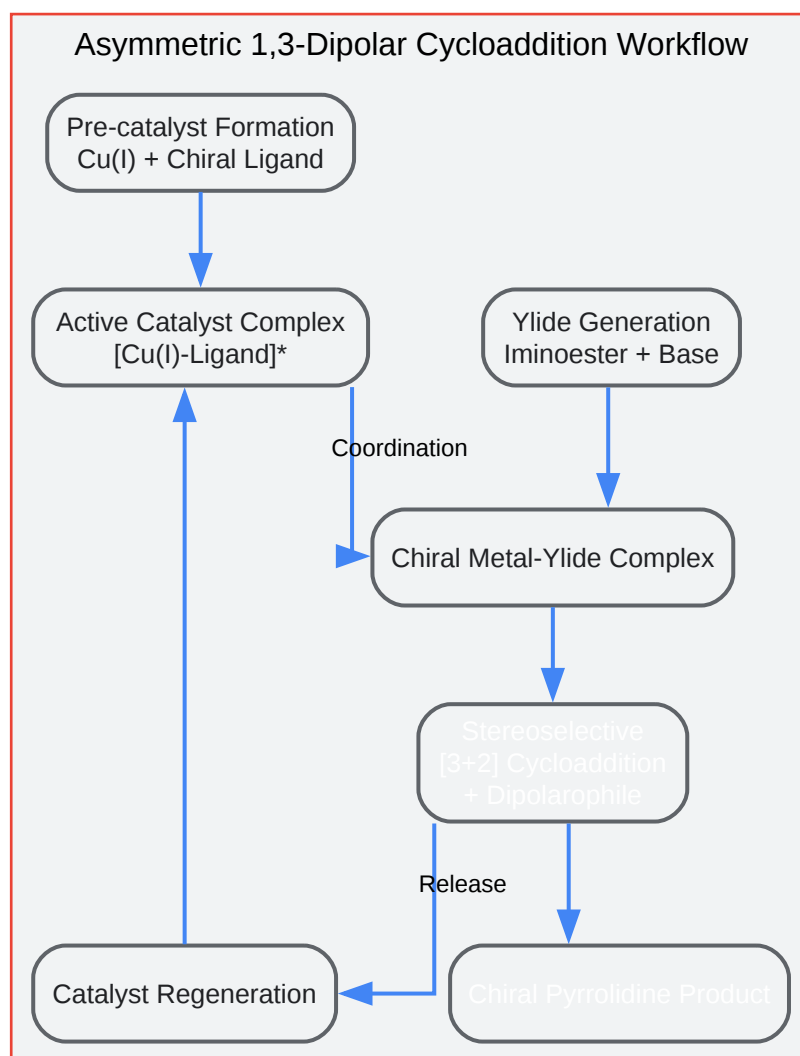 Asymmetric 1,3-Dipolar Cycloaddition Workflow
Pre-catalyst Formation
Cu(I) + Chiral Ligand
Active Catalyst Complex
[Cu(I)-Ligand]*
Ylide Generation
Iminoester + Base
Coordination
Chiral Metal-Ylide Complex
Stereoselective
[3+2] Cycloaddition
+ Dipolarophile
Release
Catalyst Regeneration
Chiral Pyrrolidine Product